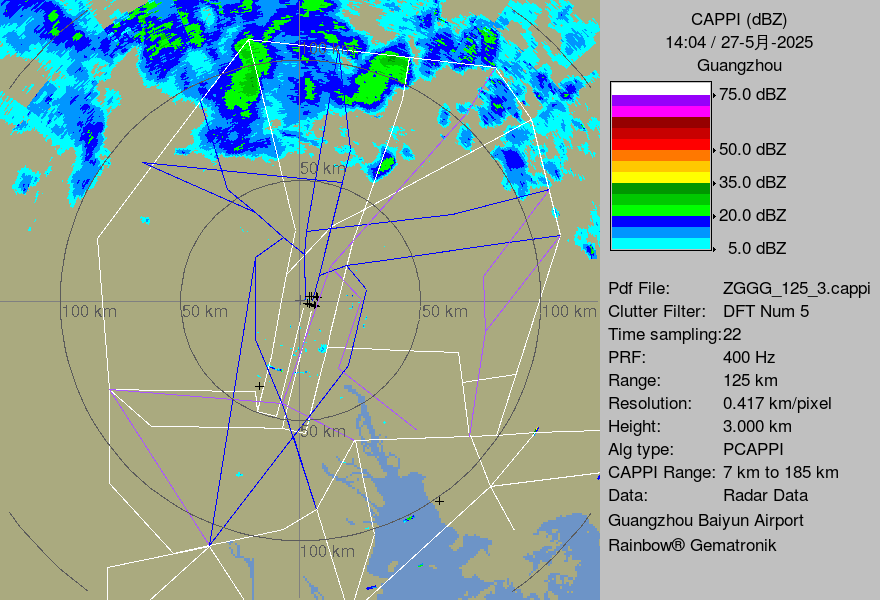 CAPPI (dBZ)
14:04 / 27-5月-2025
Guangzhou
75.0 dBZ
50.0 dBZ
35.0 dBZ
20.0 dBZ
5.0 dBZ
50 km
100 km
50 km
50 km
100 km
50 km
100 km
Pdf File: ZGGG_125_3.cappi
Clutter Filter: DFT Num 5
Time sampling:22
PRF: 400 Hz
Range: 125 km
Resolution: 0.417 km/pixel
Height: 3.000 km
Alg type: PCAPPI
CAPPI Range: 7 km to 185 km
Data: Radar Data
Guangzhou Baiyun Airport
Rainbow® Gematronik